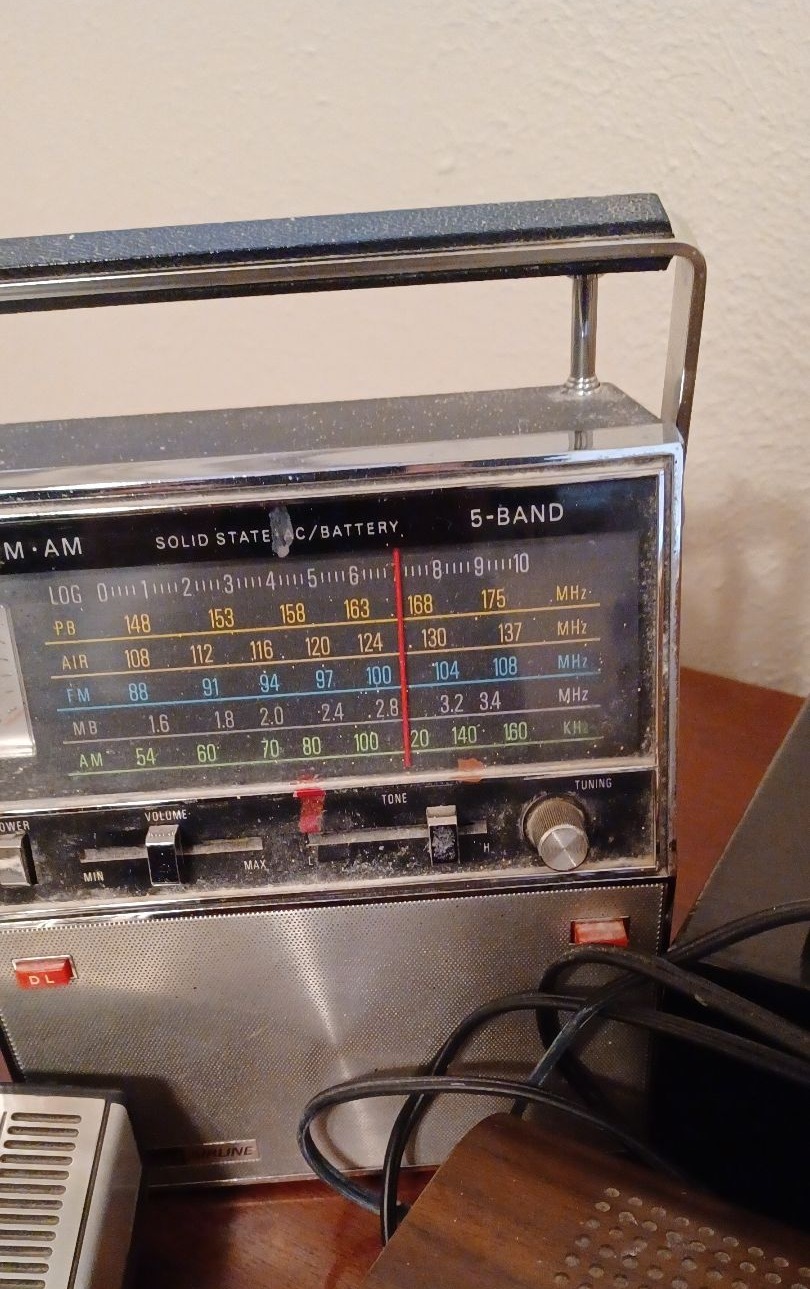 M·AM SOLID STATE AC/BATTERY 5-BAND
LOG 0 1 2 3 4 5 6 7 8 9 10
PB 148 153 158 163 168 175 MHz
AIR 108 112 116 120 124 130 137 MHz
FM 88 91 94 97 100 104 108 MHz
MB 1.6 1.8 2.0 2.4 2.8 3.2 3.4 MHz
AM 54 60 70 80 100 20 140 160 KHz
OWER VOLUME TONE TUNING
MIN MAX L H
DL